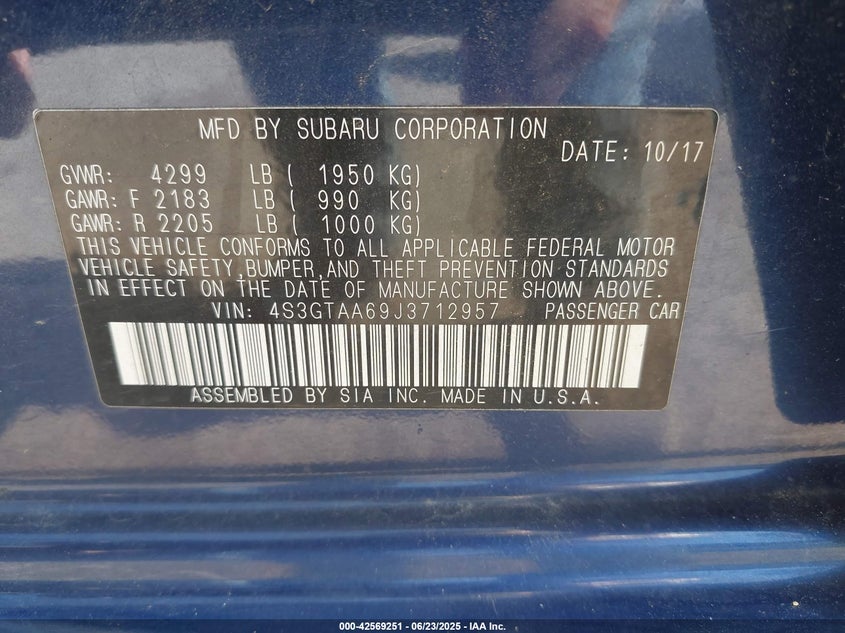 MFD BY SUBARU CORPORATION
DATE: 10/17
GVWR: 4299 LB ( 1950 KG)
GAWR: F 2183 LB ( 990 KG)
GAWR: R 2205 LB ( 1000 KG)
THIS VEHICLE CONFORMS TO ALL APPLICABLE FEDERAL MOTOR
VEHICLE SAFETY,BUMPER,AND THEFT PREVENTION STANDARDS
IN EFFECT ON THE DATE OF MANUFACTURE SHOWN ABOVE.
VIN: 4S3GTAA69J3712957 PASSENGER CAR
ASSEMBLED BY SIA INC. MADE IN U.S.A.
000-42569251 - 06/23/2025 - IAA Inc.